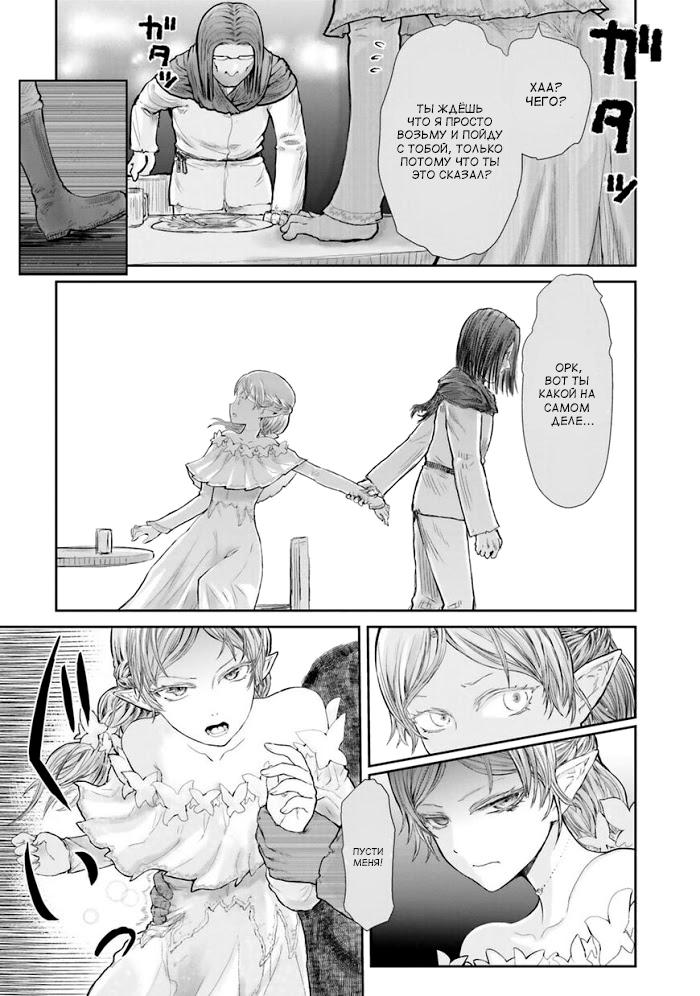 ガタッ
ガタッ
ХАА?
ЧЕГО?
ТЫ ЖДЁШЬ
ЧТО Я ПРОСТО
ВОЗЬМУ И ПОЙДУ
С ТОБОЙ, ТОЛЬКО
ПОТОМУ ЧТО ТЫ
ЭТО СКАЗАЛ?
ОРК,
ВОТ ТЫ
КАКОЙ НА
САМОМ
ДЕЛЕ...
ПУСТИ
МЕНЯ!